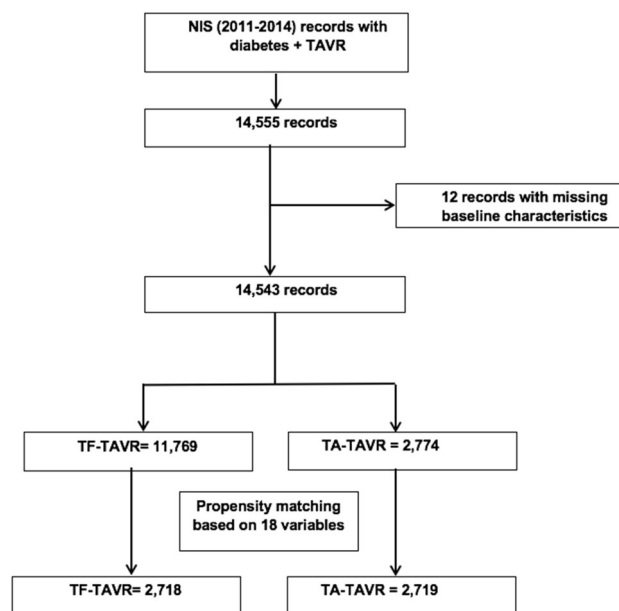 NIS (2011-2014) records with
diabetes + TAVR
14,555 records
12 records with missing
baseline characteristics
14,543 records
TF-TAVR= 11,769
TA-TAVR = 2,774
Propensity matching
based on 18 variables
TF-TAVR= 2,718
TA-TAVR = 2,719